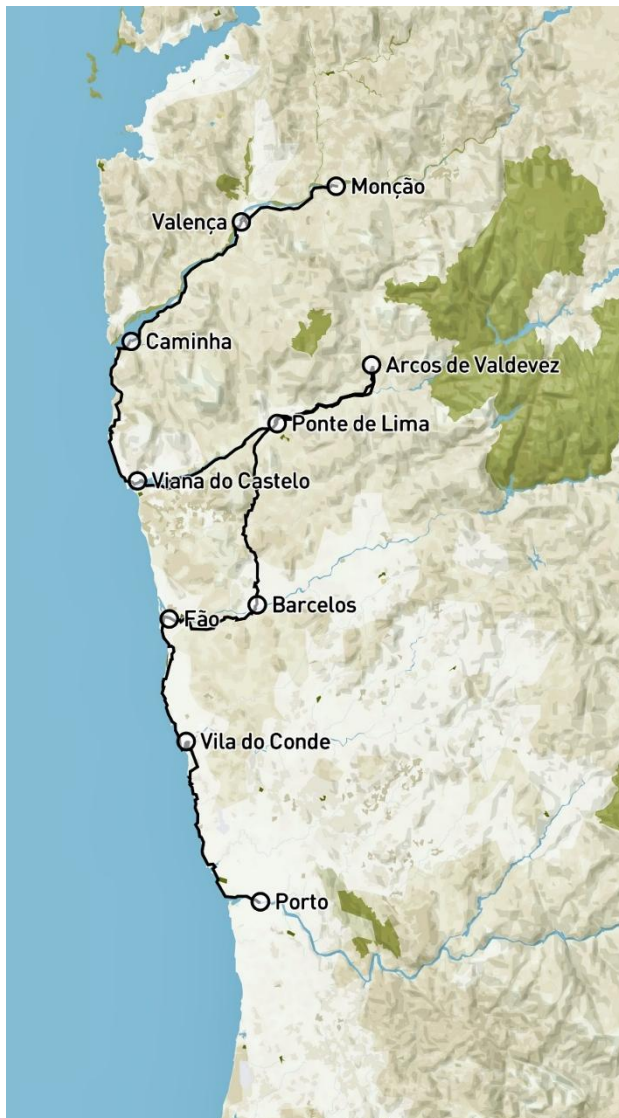 Monção
Valença
Caminha
Arcos de Valdevez
Ponte de Lima
Viana do Castelo
Barcelos
Fão
Vila do Conde
Porto